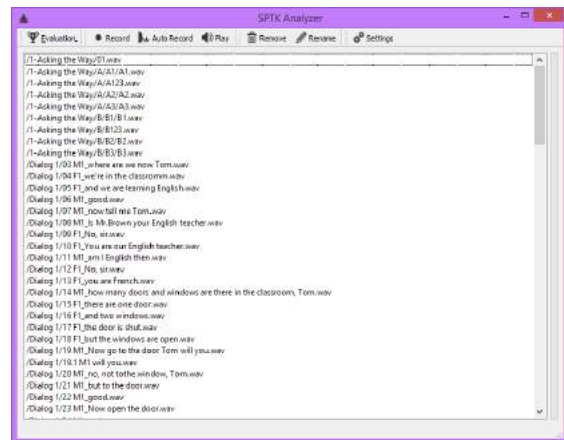 SPTK Analyzer
Evaluation, Record Auto Record Play Remove Rename Settings
/1-Asking the Way/01.wav
/1-Asking the Way/A/A1/A1.wav
/1-Asking the Way/A/A123.wav
/1-Asking the Way/A/A2/A2.wav
/1-Asking the Way/A/A3/A3.wav
/1-Asking the Way/B/B1/B1.wav
/1-Asking the Way/B/B123.wav
/1-Asking the Way/B/B2/B2.wav
/1-Asking the Way/B/B3/B3.wav
/Dialog 1/03 M1_where are we now Tom.wav
/Dialog 1/04 F1_we're in the classromm.wav
/Dialog 1/05 F1_and we are learning English.wav
/Dialog 1/06 M1_good.wav
/Dialog 1/07 M1_now tell me Tom.wav
/Dialog 1/08 M1_Is Mr.Brown your English teacher.wav
/Dialog 1/09 F1_No, sir.wav
/Dialog 1/10 F1_You are our English teacher.wav
/Dialog 1/11 M1_am I English then.wav
/Dialog 1/12 F1_No, sir.wav
/Dialog 1/13 F1_you are French.wav
/Dialog 1/14 M1_how many doors and windows are there in the classroom, Tom.wav
/Dialog 1/15 F1_there are one door.wav
/Dialog 1/16 F1_and two windows.wav
/Dialog 1/17 F1_the door is shut.wav
/Dialog 1/18 F1_but the windows are open.wav
/Dialog 1/19 M1_Now go to the door Tom will you.wav
/Dialog 1/19.1 M1 will you.wav
/Dialog 1/20 M1_no, not tothe window, Tom.wav
/Dialog 1/21 M1_but to the door.wav
/Dialog 1/22 M1_good.wav
/Dialog 1/23 M1_Now open the door.wav